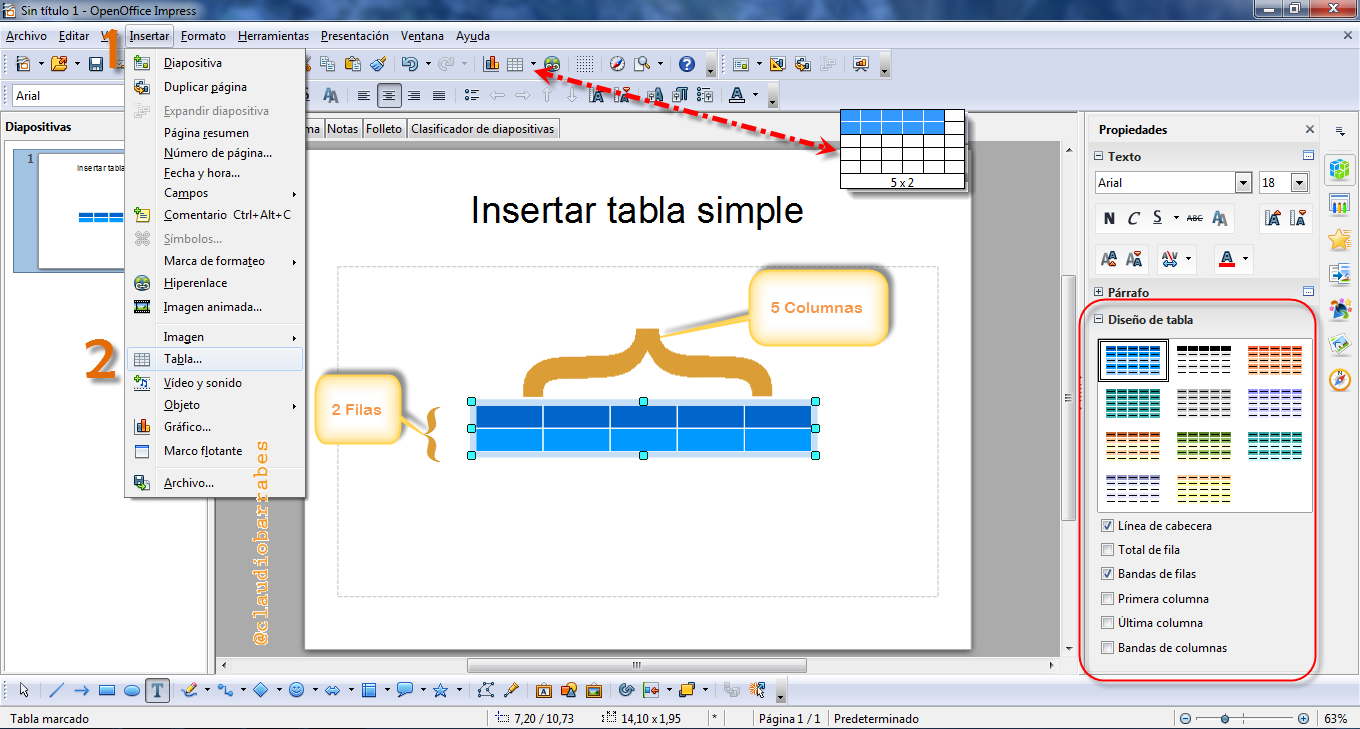 Sin título 1 - OpenOffice Impress
Archivo Editar Insertar Formato Herramientas Presentación Ventana Ayuda
1
Arial
Diapositiva
Duplicar página
Expandir diapositiva
Página resumen
Número de página...
Fecha y hora...
Campos
Comentario Ctrl+Alt+C
Símbolos...
Marca de formateo
Hiperenlace
Imagen animada...
Imagen
2
Tabla...
Vídeo y sonido
Objeto
Gráfico...
Marco flotante
Archivo...
Diapositivas
1
Insertar tabla
Notas Folleto Clasificador de diapositivas
5 x 2
Insertar tabla simple
5 Columnas
2 Filas
@claudiobarrabes
Propiedades
Texto
Arial 18
N C S ABC
Párrafo
Diseño de tabla
Línea de cabecera
Total de fila
Bandas de filas
Primera columna
Última columna
Bandas de columnas
Tabla marcado 7,20 / 10,73 14,10 x 1,95 * Página 1 / 1 Predeterminado 63%